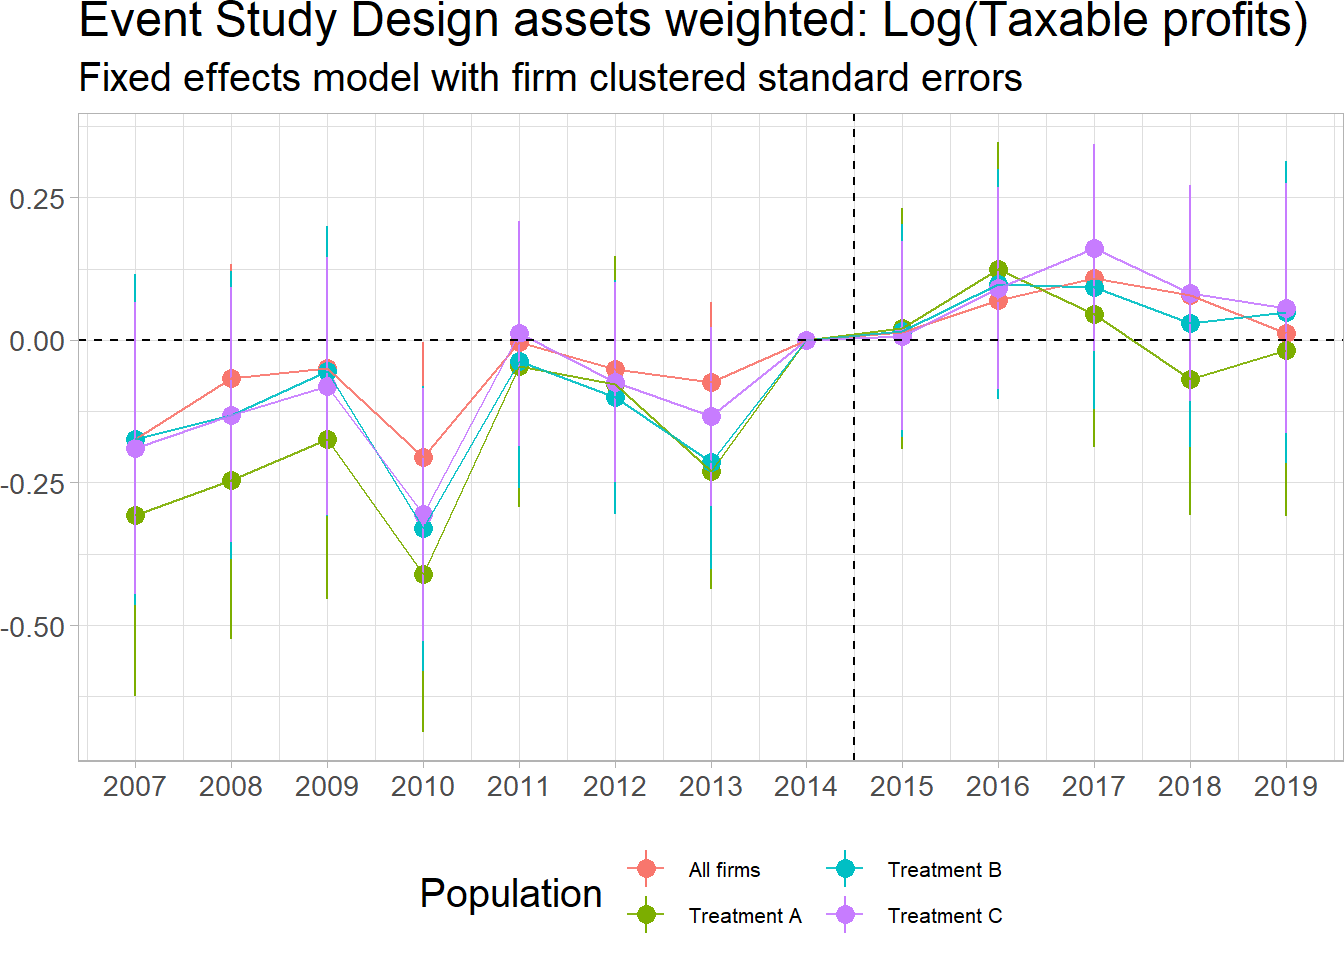 Event Study Design assets weighted: Log(Taxable profits)
Fixed effects model with firm clustered standard errors
0.25
0.00
-0.25
-0.50
2007 2008 2009 2010 2011 2012 2013 2014 2015 2016 2017 2018 2019
Population
All firms
Treatment A
Treatment B
Treatment C